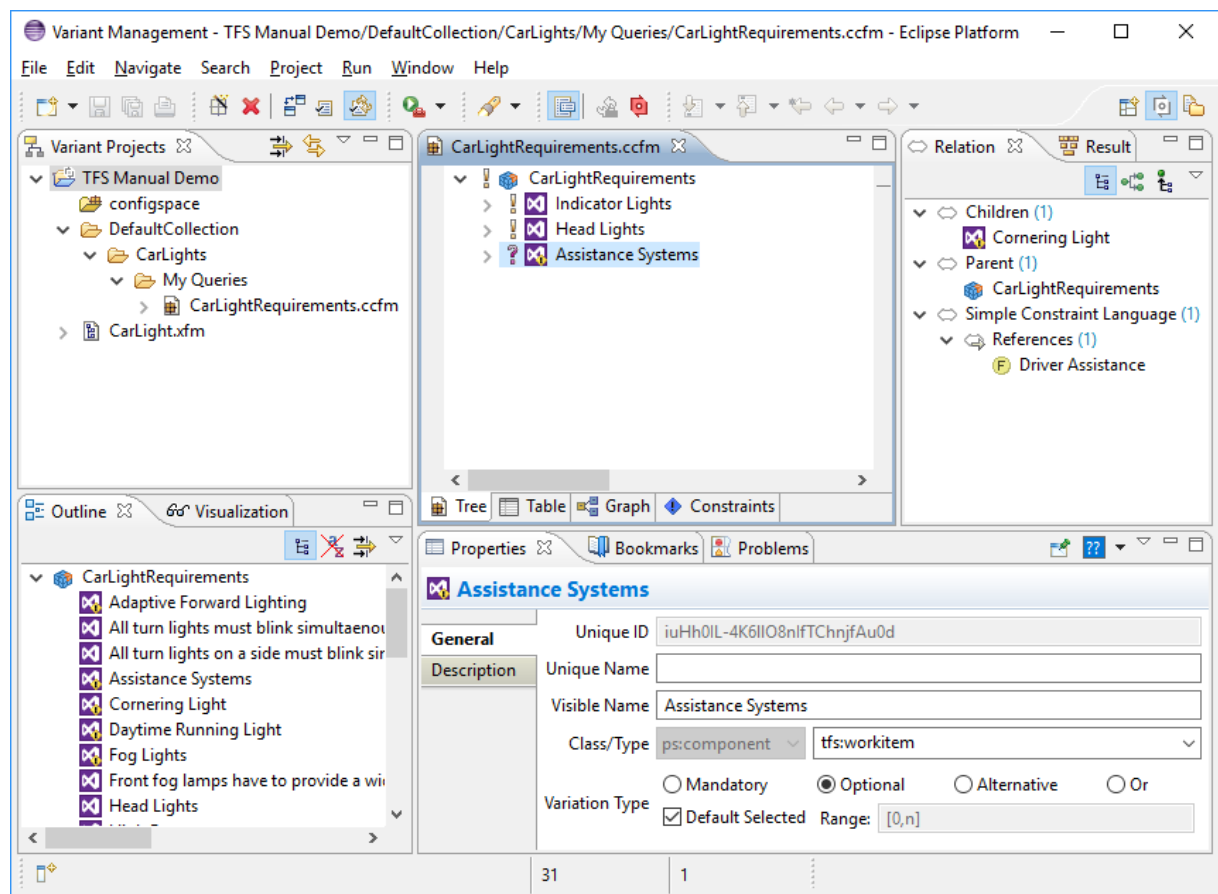 Variant Management - TFS Manual Demo/DefaultCollection/CarLights/My Queries/CarLightRequirements.ccfm - Eclipse Platform
File Edit Navigate Search Project Run Window Help
Variant Projects
TFS Manual Demo
configspace
DefaultCollection
CarLights
My Queries
CarLightRequirements.ccfm
CarLight.xfm
CarLightRequirements.ccfm
CarLightRequirements
Indicator Lights
Head Lights
Assistance Systems
Tree Table Graph Constraints
Relation Result
Children (1)
Cornering Light
Parent (1)
CarLightRequirements
Simple Constraint Language (1)
References (1)
F Driver Assistance
Outline Visualization
CarLightRequirements
Adaptive Forward Lighting
All turn lights must blink simultaenou
All turn lights on a side must blink sir
Assistance Systems
Cornering Light
Daytime Running Light
Fog Lights
Front fog lamps have to provide a wi
Head Lights
Properties Bookmarks Problems
??
Assistance Systems
General
Description
Unique ID
Unique Name
Visible Name Assistance Systems
Class/Type ps:component tfs:workitem
Variation Type
Mandatory Optional Alternative Or
Default Selected Range: [0,n]
31 1